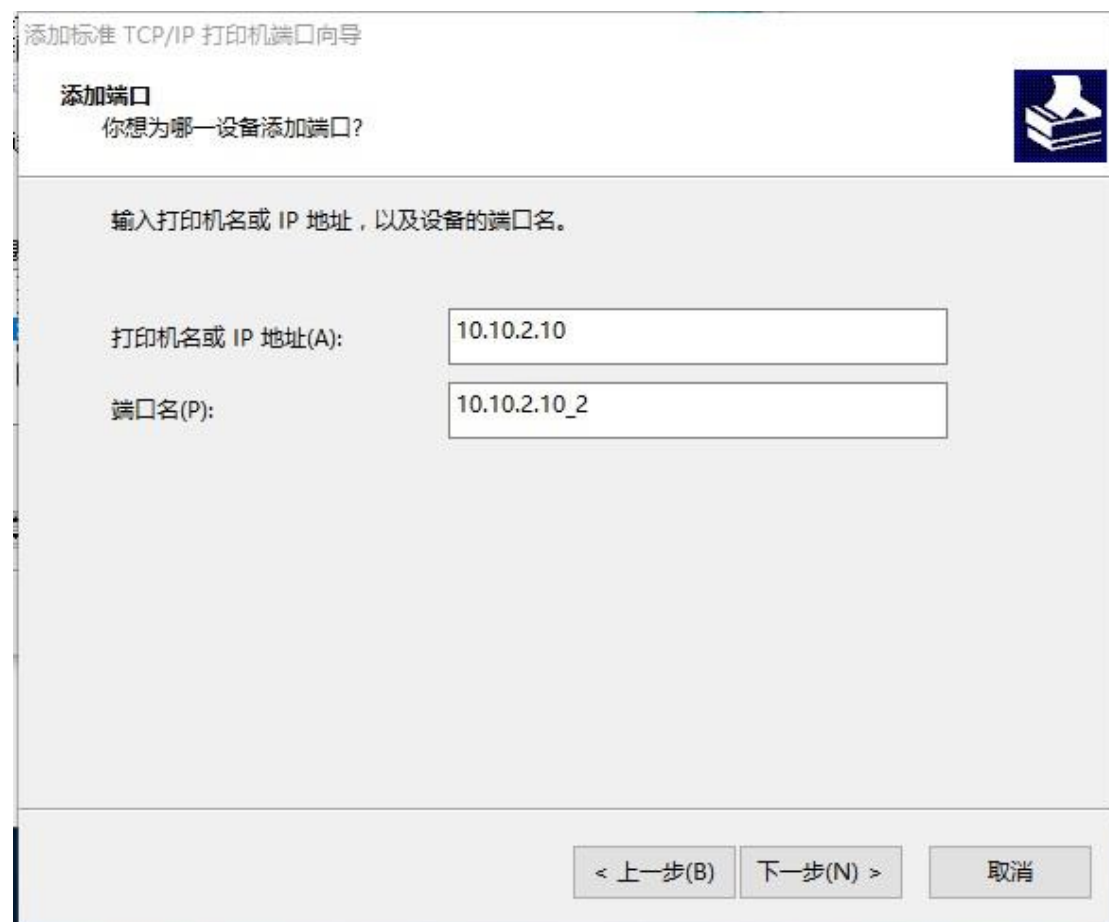 添加标准 TCP/IP 打印机端口向导
添加端口
你想为哪一设备添加端口?
输入打印机名或 IP 地址，以及设备的端口名。
打印机名或 IP 地址(A):
10.10.2.10
端口名(P):
10.10.2.10_2
< 上一步(B)
下一步(N) >
取消